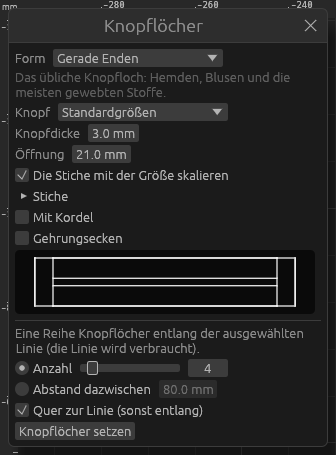 mm
-280
-260
-240
Knopflöcher
Form Gerade Enden
Das übliche Knopfloch: Hemden, Blusen und die
meisten gewebten Stoffe.
Knopf Standardgrößen
Knopfdicke 3.0 mm
Öffnung 21.0 mm
Die Stiche mit der Größe skalieren
Stiche
Mit Kordel
Gehrungsecken
Eine Reihe Knopflöcher entlang der ausgewählten
Linie (die Linie wird verbraucht).
Anzahl 4
Abstand dazwischen 80.0 mm
Quer zur Linie (sonst entlang)
Knopflöcher setzen